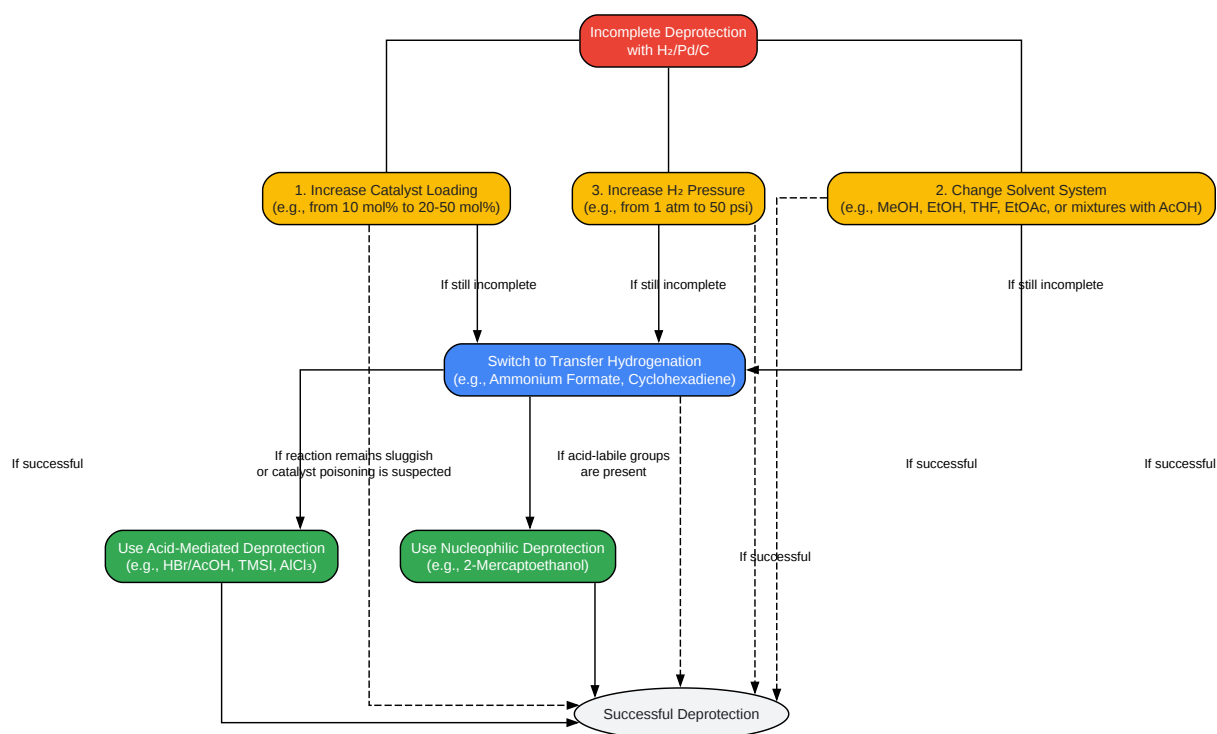 Incomplete Deprotection
with H₂/Pd/C
1. Increase Catalyst Loading
(e.g., from 10 mol% to 20-50 mol%)
3. Increase H₂ Pressure
(e.g., from 1 atm to 50 psi)
2. Change Solvent System
(e.g., MeOH, EtOH, THF, EtOAc, or mixtures with AcOH)
If still incomplete
If still incomplete
If still incomplete
Switch to Transfer Hydrogenation
(e.g., Ammonium Formate, Cyclohexadiene)
If successful
If reaction remains sluggish
or catalyst poisoning is suspected
If acid-labile groups
are present
If successful
If successful
Use Acid-Mediated Deprotection
(e.g., HBr/AcOH, TMSI, AlCl₃)
Use Nucleophilic Deprotection
(e.g., 2-Mercaptoethanol)
If successful
Successful Deprotection